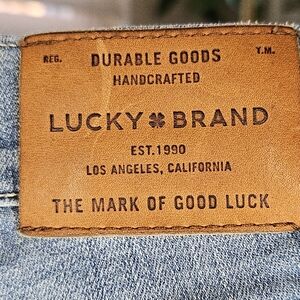 REG. DURABLE GOODS T.M.
HANDCRAFTED
LUCKY BRAND
EST. 1990
LOS ANGELES, CALIFORNIA
THE MARK OF GOOD LUCK